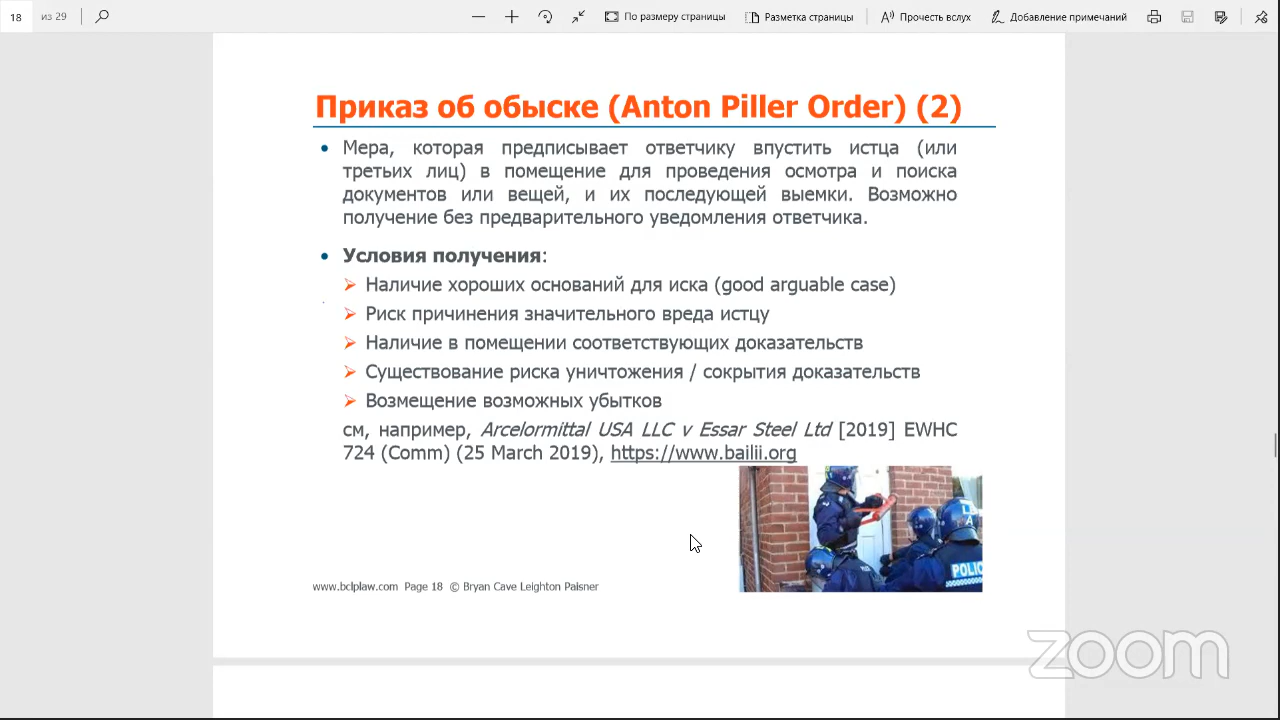 18 из 29 По размеру страницы Разметка страницы Прочесть вслух Добавление примечаний
Приказ об обыске (Anton Piller Order) (2)
• Мера, которая предписывает ответчику впустить истца (или
третьих лиц) в помещение для проведения осмотра и поиска
документов или вещей, и их последующей выемки. Возможно
получение без предварительного уведомления ответчика.
• Условия получения:
➢ Наличие хороших оснований для иска (good arguable case)
➢ Риск причинения значительного вреда истцу
➢ Наличие в помещении соответствующих доказательств
➢ Существование риска уничтожения / сокрытия доказательств
➢ Возмещение возможных убытков
см, например, Arcelormittal USA LLC v Essar Steel Ltd [2019] EWHC
724 (Comm) (25 March 2019), https://www.bailii.org
POLIC
www.bclplaw.com Page 18 © Bryan Cave Leighton Paisner
zoom